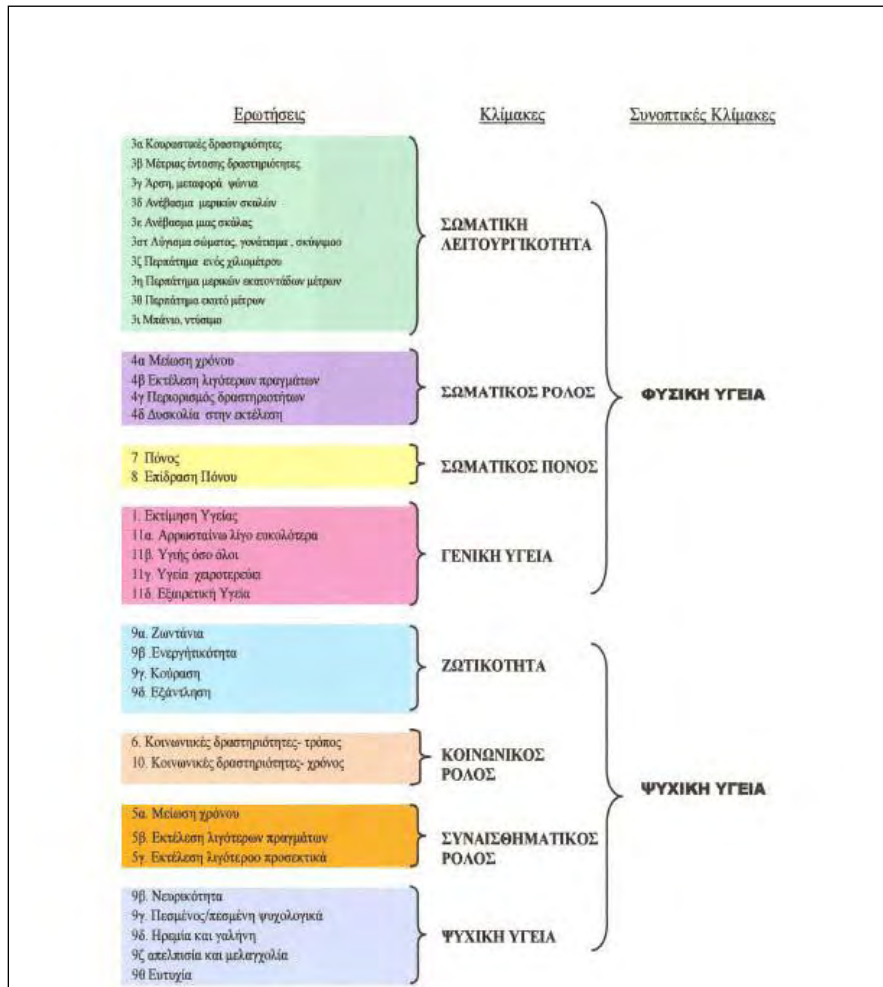 Ερωτήσεις
Κλίμακες
Συνοπτικές Κλίμακες
3α Κουραστικές δραστηριότητες
3β Μέτριας έντασης δραστηριότητες
3γ Άρση, μεταφορά ψώνια
3δ Ανέβασμα μερικών σκαλών
3ε Ανέβασμα μιας σκάλας
3στ Λύγισμα σώματος, γονάτισμα , σκύψιμοο
3ζ Περπάτημα ενός χιλιομέτρου
3η Περπάτημα μερικών εκατοντάδων μέτρων
3θ Περπάτημα εκατό μέτρων
3ι Μπάνιο, ντύσιμο
ΣΩΜΑΤΙΚΗ
ΛΕΙΤΟΥΡΓΙΚΟΤΗΤΑ
4α Μείωση χρόνου
4β Εκτέλεση λιγότερων πραγμάτων
4γ Περιορισμός δραστηριοτήτων
4δ Δυσκολία στην εκτέλεση
ΣΩΜΑΤΙΚΟΣ ΡΟΛΟΣ
7 Πόνος
8 Επίδραση Πόνου
ΣΩΜΑΤΙΚΟΣ ΠΟΝΟΣ
1. Εκτίμηση Υγείας
11α. Αρρωσταίνω λίγο ευκολότερα
11β. Υγιής όσο όλοι
11γ. Υγεία χειροτερεύει
11δ. Εξαιρετική Υγεία
ΓΕΝΙΚΗ ΥΓΕΙΑ
ΦΥΣΙΚΗ ΥΓΕΙΑ
9α. Ζωντάνια
9β .Ενεργήτικότητα
9γ. Κούραση
9δ. Εξάντληση
ΖΩΤΙΚΟΤΗΤΑ
6. Κοινωνικές δραστηριότητες- τρόπος
10. Κοινωνικές δραστηριότητες- χρόνος
ΚΟΙΝΩΝΙΚΟΣ
ΡΟΛΟΣ
5α. Μείωση χρόνου
5β. Εκτέλεση λιγότερων πραγμάτων
5γ. Εκτέλεση λιγότεροο προσεκτικά
ΣΥΝΑΙΣΘΗΜΑΤΙΚΟΣ
ΡΟΛΟΣ
9β. Νευρικότητα
9γ. Πεσμένος/πεσμένη ψυχολογικά
9δ. Ηρεμία και γαλήνη
9ζ απελπισία και μελαγχολία
9θ Ευτυχία
ΨΥΧΙΚΗ ΥΓΕΙΑ
ΨΥΧΙΚΗ ΥΓΕΙΑ